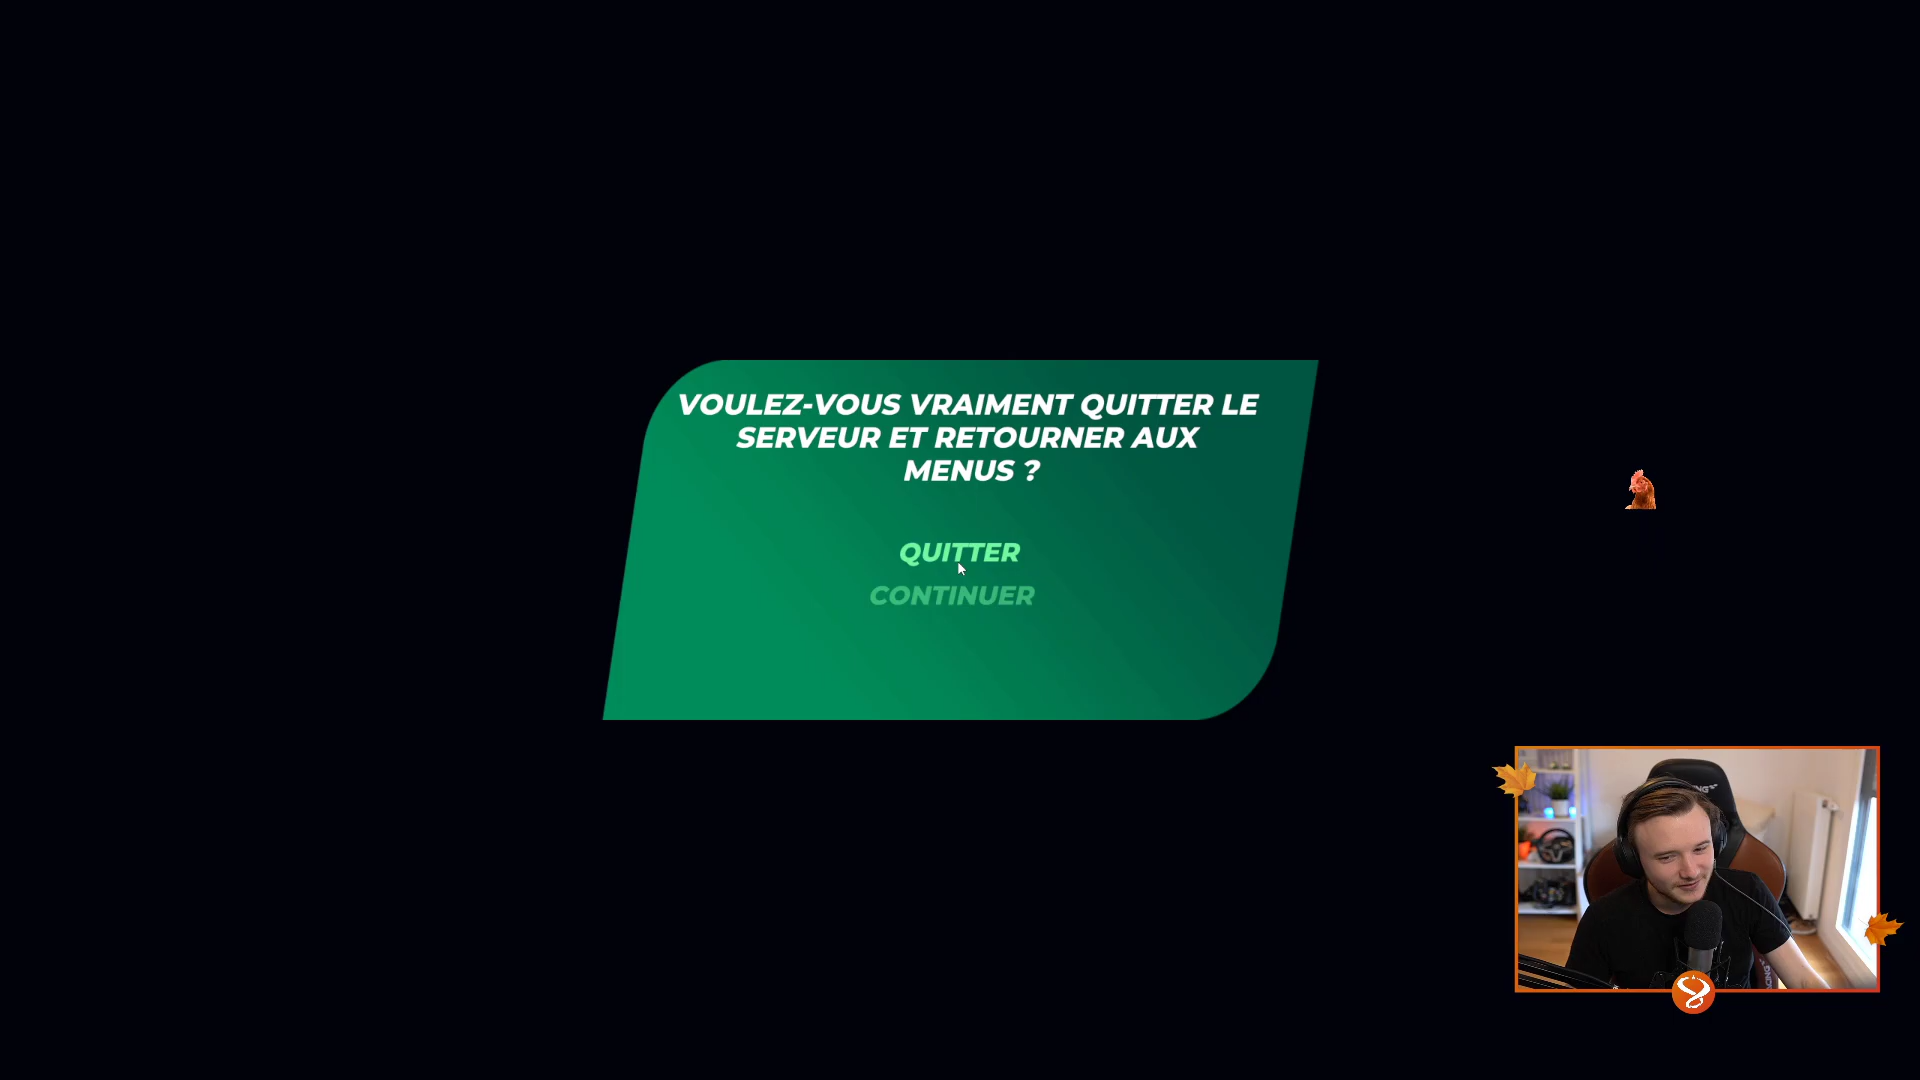 VOULEZ-VOUS VRAIMENT QUITTER LE
SERVEUR ET RETOURNER AUX
MENUS ?
QUITTER
CONTINUER